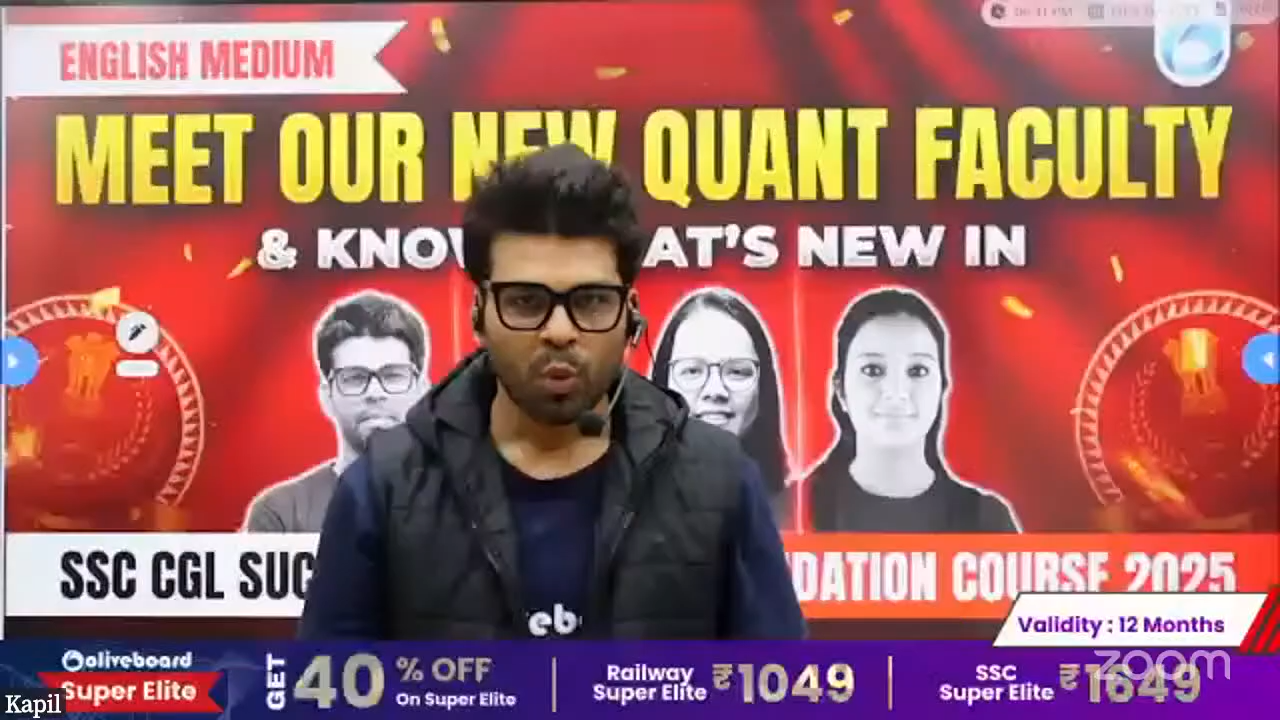 ENGLISH MEDIUM
MEET OUR NEW QUANT FACULTY
& KNOW AT'S NEW IN
SSC CGL SUC DATION COURSE 2025
Validity : 12 Months
oliveboard
Super Elite
GET 40 % OFF
On Super Elite
Railway
Super Elite ₹1049
SSC
Super Elite ₹1649
zoom
Kapil
eb